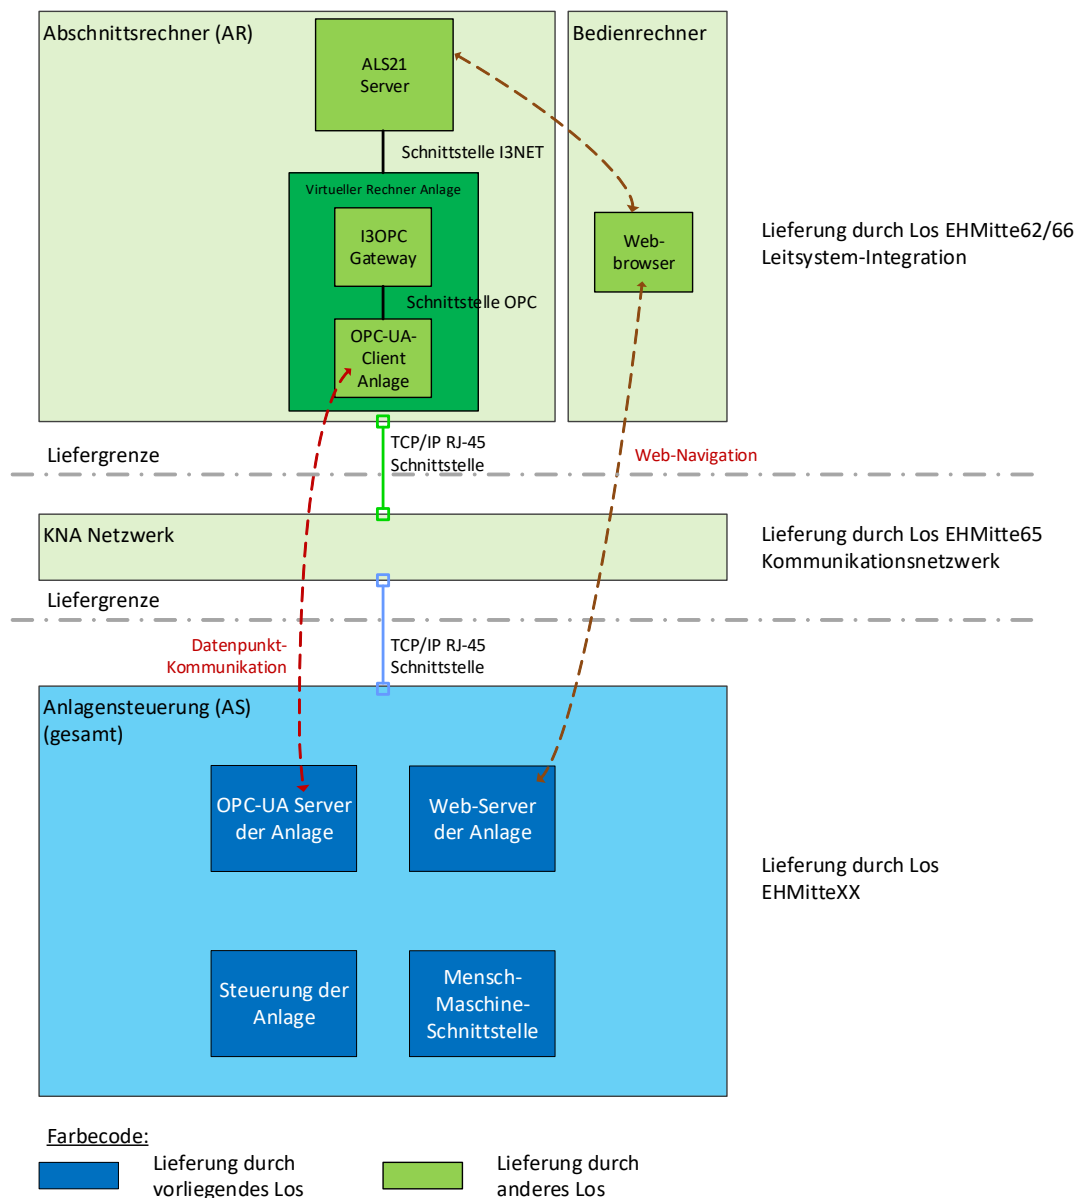 Abschnittsrechner (AR)
ALS21
Server
Schnittstelle I3NET
Virtueller Rechner Anlage
I3OPC
Gateway
Schnittstelle OPC
OPC-UA-
Client
Anlage
Bedienrechner
Web-
browser
Lieferung durch Los EHMitte62/66
Leitsystem-Integration
Liefergrenze
TCP/IP RJ-45
Schnittstelle
Web-Navigation
KNA Netzwerk
Lieferung durch Los EHMitte65
Kommunikationsnetzwerk
Liefergrenze
Datenpunkt-
Kommunikation
TCP/IP RJ-45
Schnittstelle
Anlagensteuerung (AS)
(gesamt)
OPC-UA Server
der Anlage
Web-Server
der Anlage
Lieferung durch Los
EHMitteXX
Steuerung der
Anlage
Mensch-
Maschine-
Schnittstelle
Farbecode:
Lieferung durch
vorliegendes Los
Lieferung durch
anderes Los